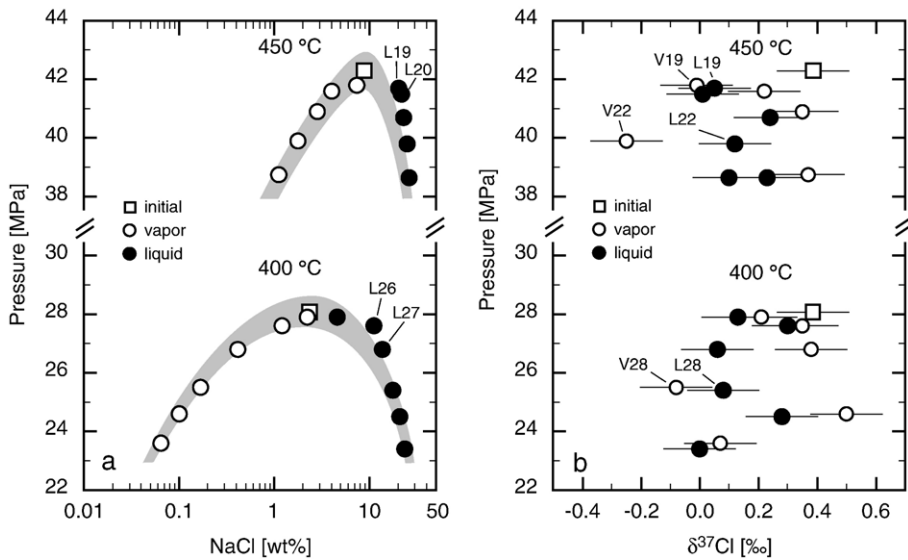 44
42
40
38
30
28
26
24
22
Pressure [MPa]
450 °C
L19
L20
initial
vapor
liquid
400 °C
L26
L27
a
0.01
0.1
1
10
50
NaCl [wt%]
44
42
40
38
30
28
26
24
22
Pressure [MPa]
450 °C
V19
L19
V22
L22
initial
vapor
liquid
400 °C
V28
L28
b
-0.4
-0.2
0.0
0.2
0.4
0.6
δ³⁷Cl [‰]